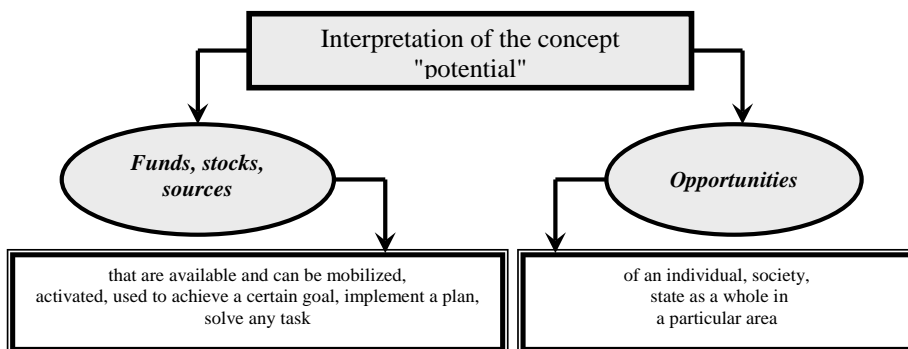 Interpretation of the concept
"potential"
Funds, stocks,
sources
Opportunities
that are available and can be mobilized,
activated, used to achieve a certain goal, implement a plan,
solve any task
of an individual, society,
state as a whole in
a particular area